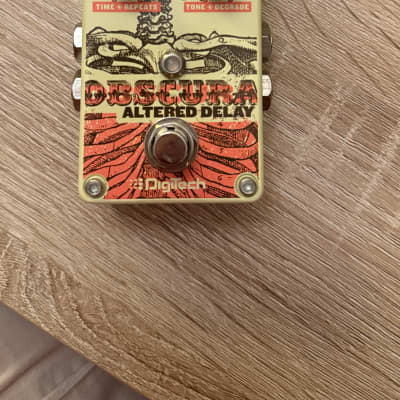 TIME + REPEATS
TONE + DEGRADE
OBSCURA
ALTERED DELAY
DigiTech